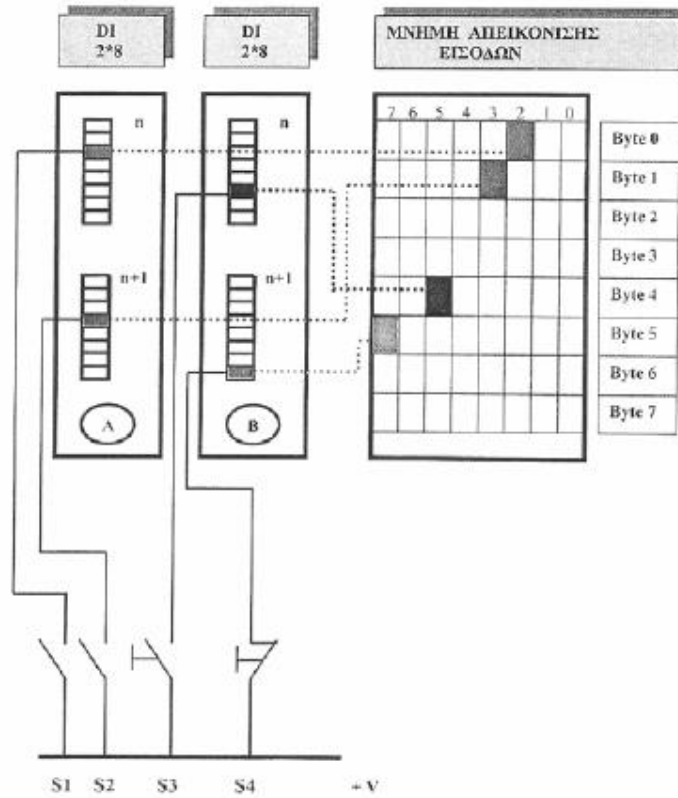 DI
2*8
DI
2*8
ΜΝΗΜΗ ΑΠΕΙΚΟΝΙΣΗΣ
ΕΙΣΟΔΩΝ
n
n
7 6 5 4 3 2 1 0
Byte 0
Byte 1
Byte 2
Byte 3
n+1
n+1
Byte 4
Byte 5
Byte 6
A
B
Byte 7
S1 S2 S3 S4 + V